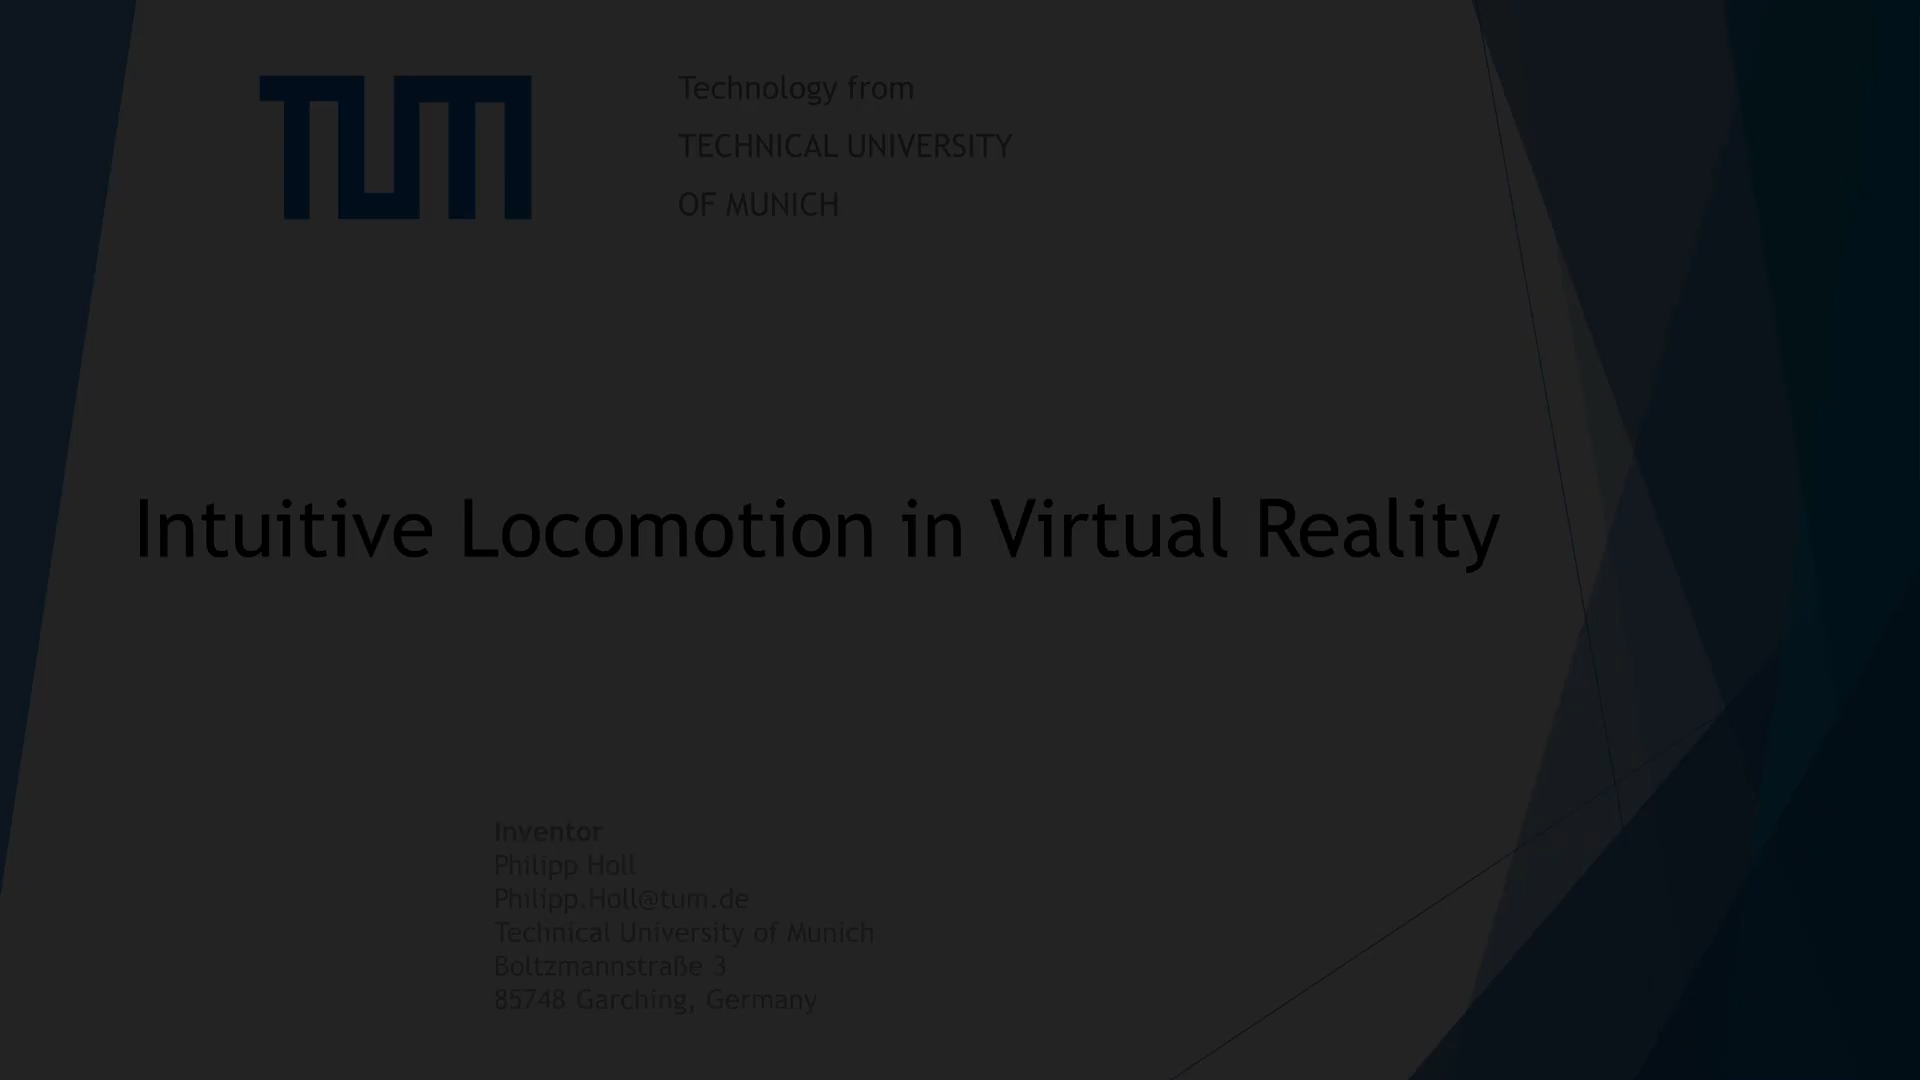 TUM
Technology from
TECHNICAL UNIVERSITY
OF MUNICH
Intuitive Locomotion in Virtual Reality
Inventor
Philipp Holl
Philipp.Holl@tum.de
Technical University of Munich
Boltzmannstraße 3
85748 Garching, Germany